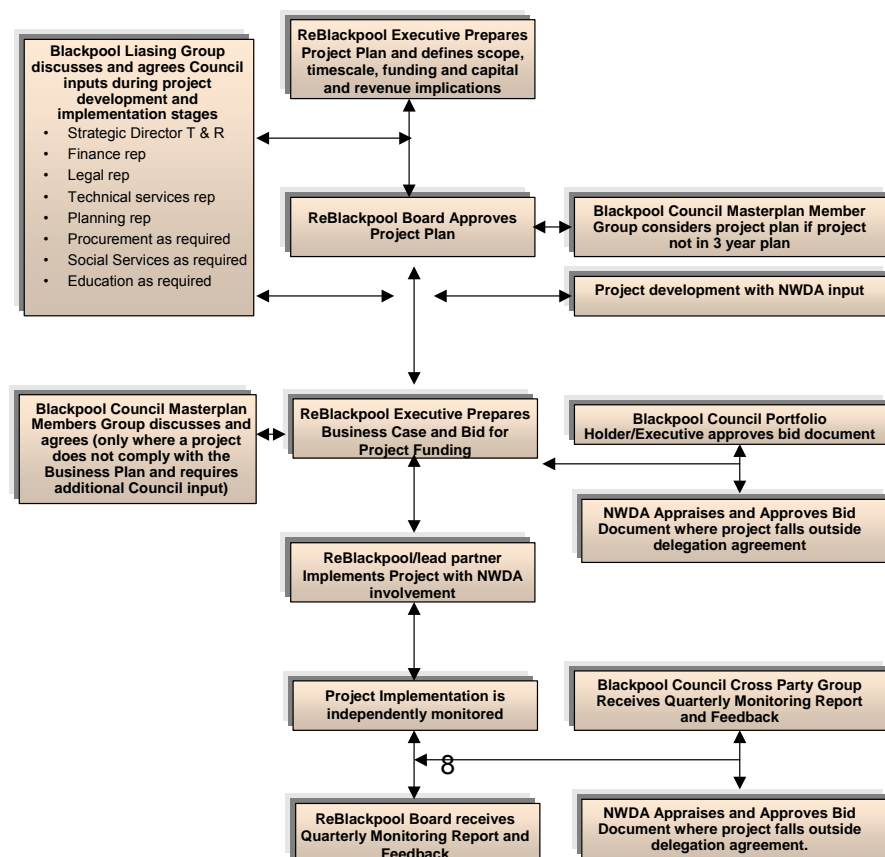 Blackpool Liasing Group
discusses and agrees Council
inputs during project
development and
implementation stages
• Strategic Director T & R
• Finance rep
• Legal rep
• Technical services rep
• Planning rep
• Procurement as required
• Social Services as required
• Education as required
ReBlackpool Executive Prepares
Project Plan and defines scope,
timescale, funding and capital
and revenue implications
ReBlackpool Board Approves
Project Plan
Blackpool Council Masterplan Member
Group considers project plan if project
not in 3 year plan
Project development with NWDA input
Blackpool Council Masterplan
Members Group discusses and
agrees (only where a project
does not comply with the
Business Plan and requires
additional Council input)
ReBlackpool Executive Prepares
Business Case and Bid for
Project Funding
Blackpool Council Portfolio
Holder/Executive approves bid document
NWDA Appraises and Approves Bid
Document where project falls outside
delegation agreement
ReBlackpool/lead partner
Implements Project with NWDA
involvement
Project Implementation is
independently monitored
Blackpool Council Cross Party Group
Receives Quarterly Monitoring Report
and Feedback
8
ReBlackpool Board receives
Quarterly Monitoring Report and
Feedback
NWDA Appraises and Approves Bid
Document where project falls outside
delegation agreement.